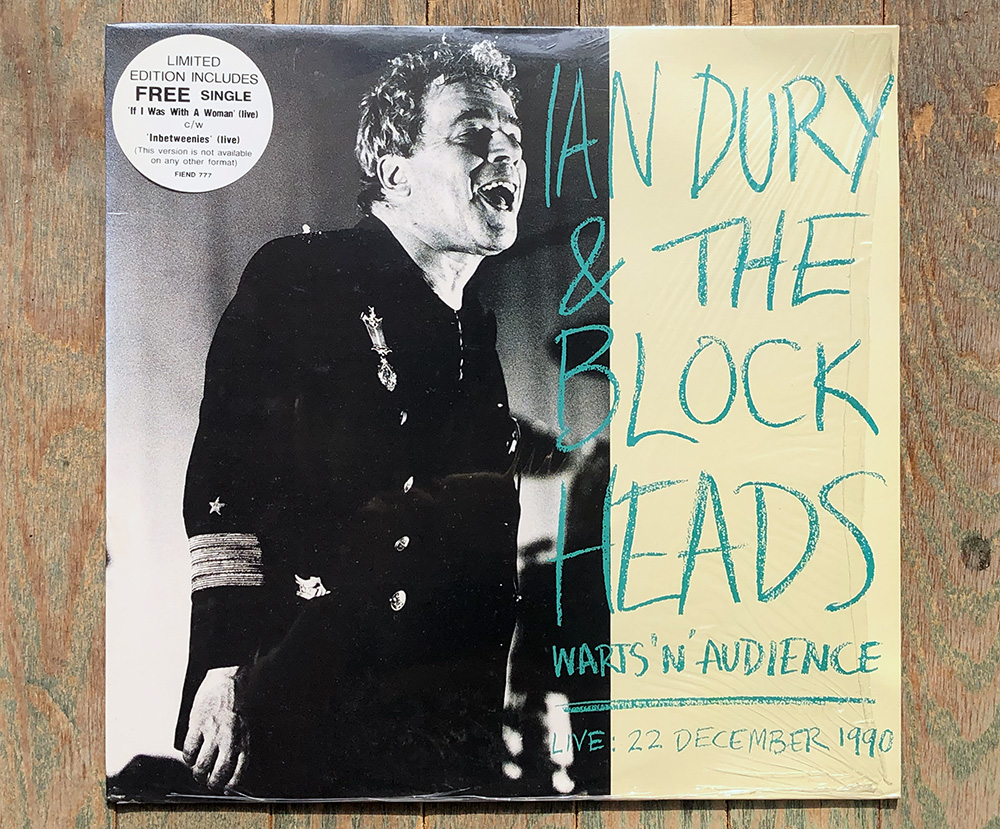 LIMITED
EDITION INCLUDES
FREE SINGLE
'If I Was With A Woman' (live)
c/w
'Inbetweenies' (live)
(This version is not available
on any other format)
FIEND 777
IAN DURY
& THE
BLOCK
HEADS
WARTS 'N' AUDIENCE
LIVE: 22 DECEMBER 1990